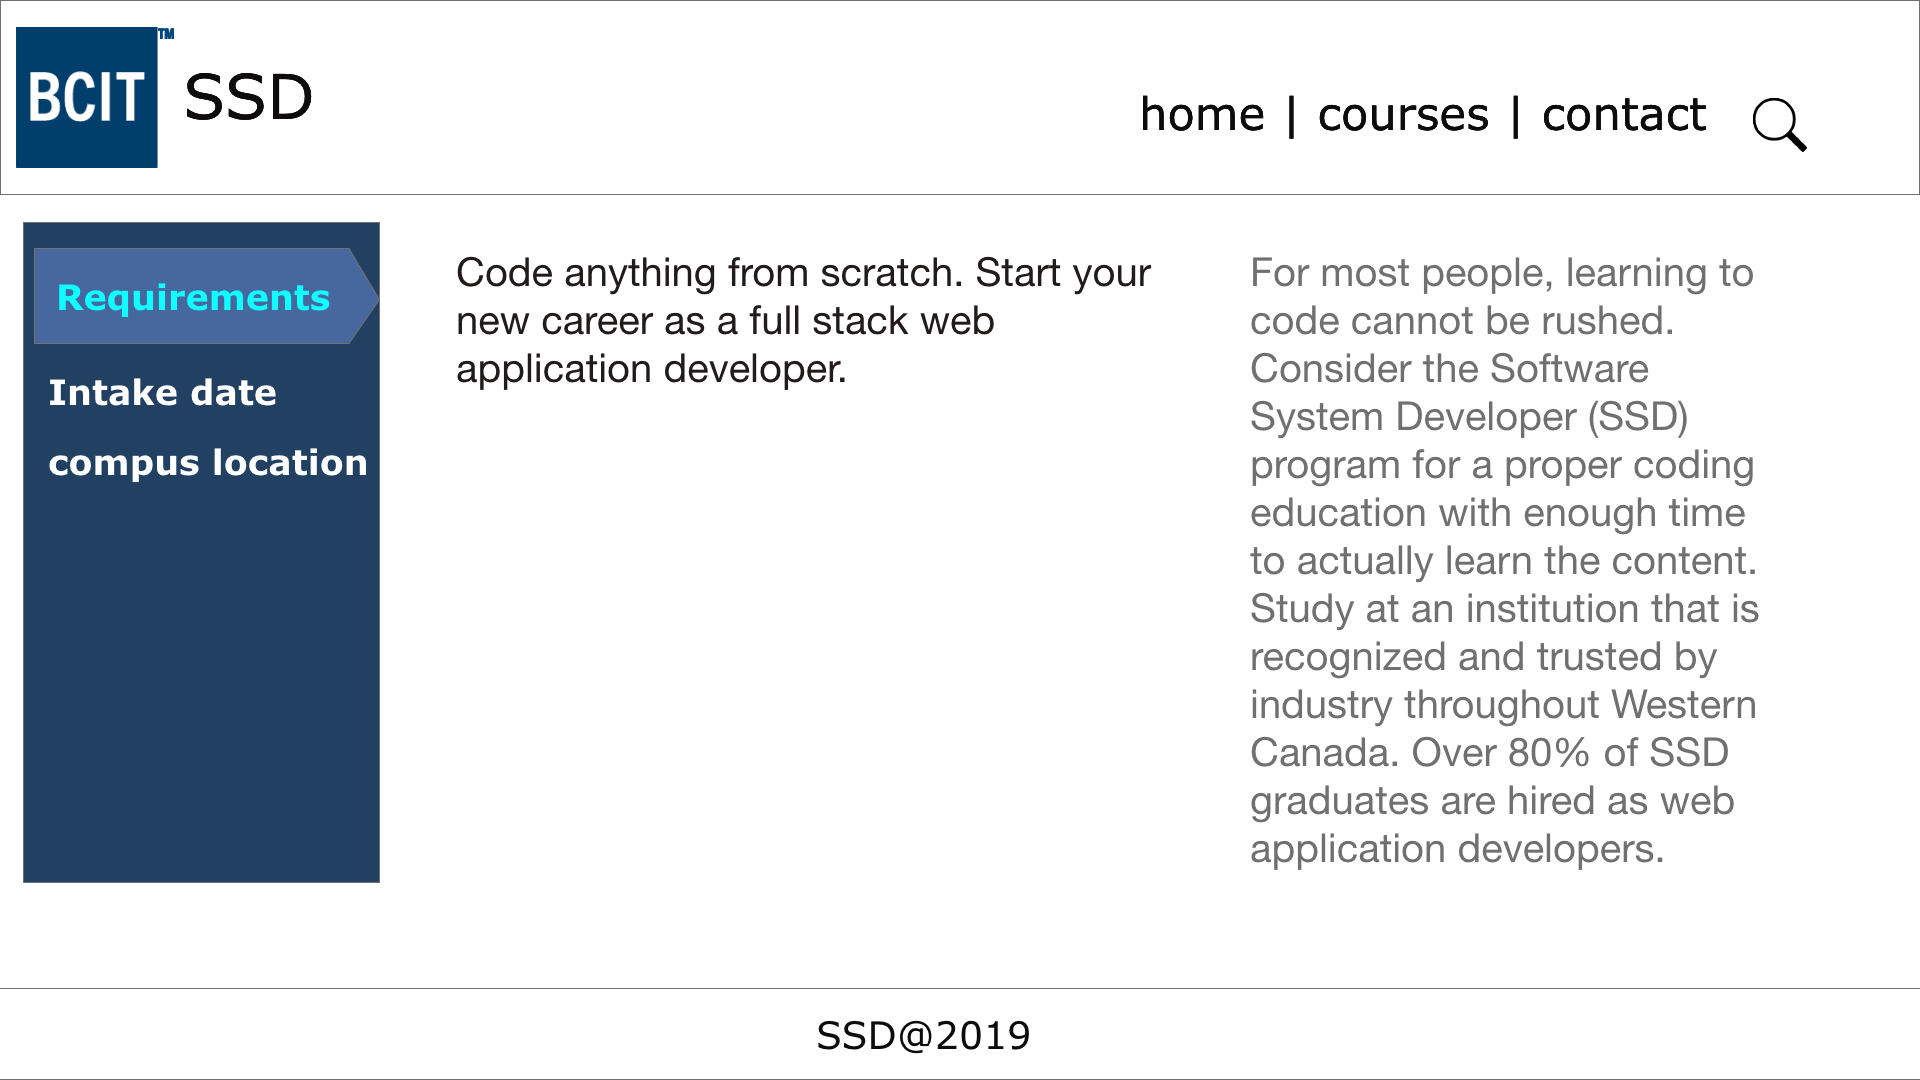 BCIT™
SSD
home | courses | contact
Requirements
Intake date
compus location
Code anything from scratch. Start your
new career as a full stack web
application developer.
For most people, learning to
code cannot be rushed.
Consider the Software
System Developer (SSD)
program for a proper coding
education with enough time
to actually learn the content.
Study at an institution that is
recognized and trusted by
industry throughout Western
Canada. Over 80% of SSD
graduates are hired as web
application developers.
SSD@2019